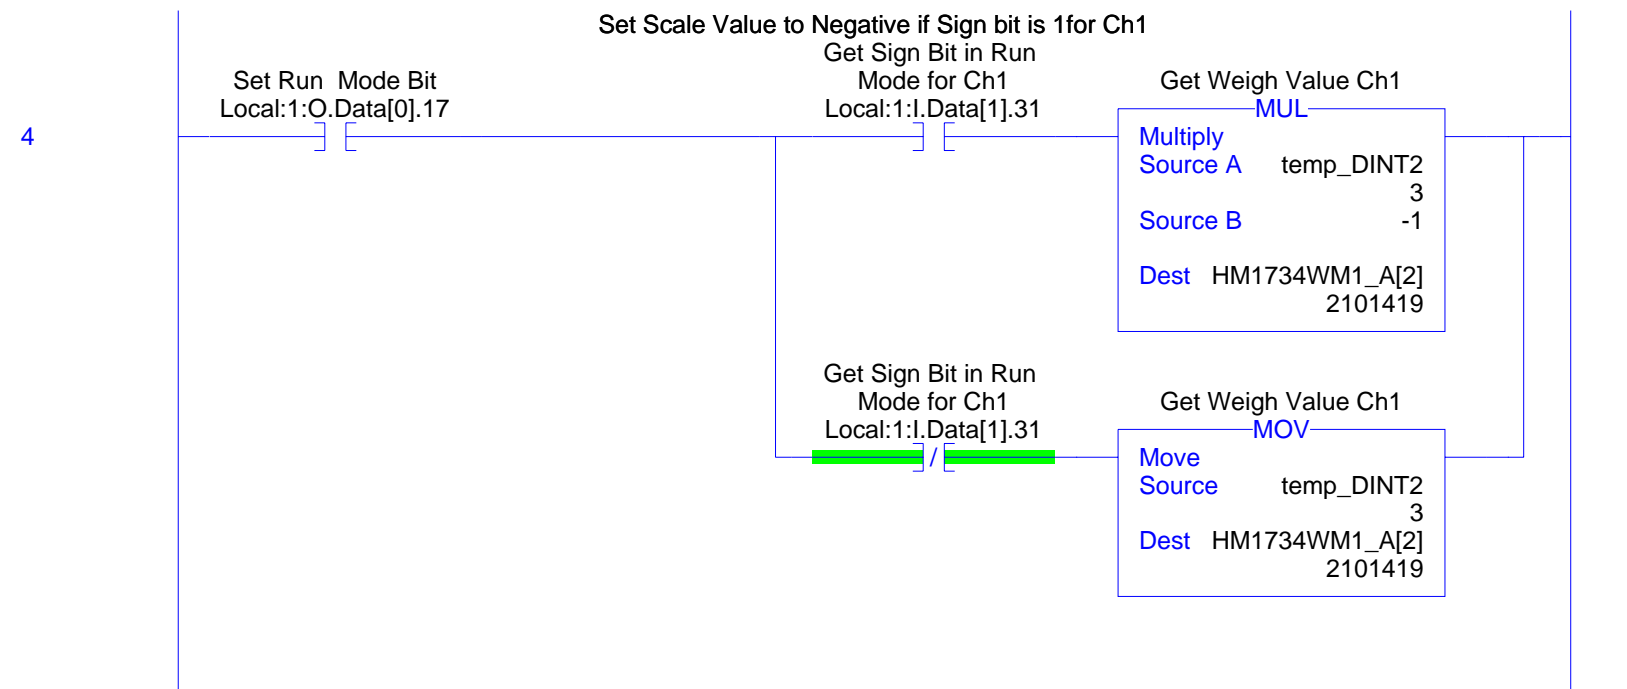 Set Scale Value to Negative if Sign bit is 1for Ch1
Get Sign Bit in Run
Set Run  Mode Bit Mode for Ch1 Get Weigh Value Ch1
Local:1:O.Data[0].17 Local:1:I.Data[1].31 MUL
4 Multiply
Source A temp_DINT2
3
Source B -1
Dest HM1734WM1_A[2]
2101419
Get Sign Bit in Run
Mode for Ch1 Get Weigh Value Ch1
Local:1:I.Data[1].31 MOV
/ Move
Source temp_DINT2
3
Dest HM1734WM1_A[2]
2101419